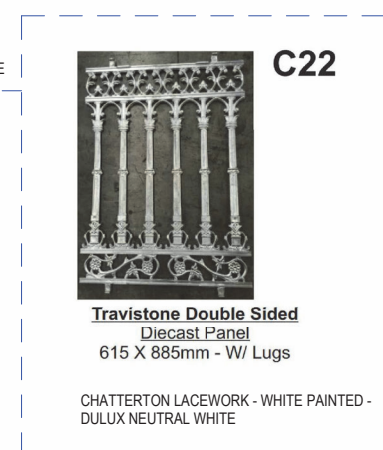 E
C22
Travistone Double Sided
Diecast Panel
615 X 885mm - W/ Lugs
CHATTERTON LACEWORK - WHITE PAINTED -
DULUX NEUTRAL WHITE